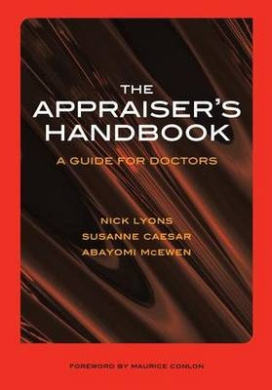 THE
APPRAISER'S
HANDBOOK
A GUIDE FOR DOCTORS
NICK LYONS
SUSANNE CAESAR
ABAYOMI McEWEN
FOREWORD BY MAURICE CONLON